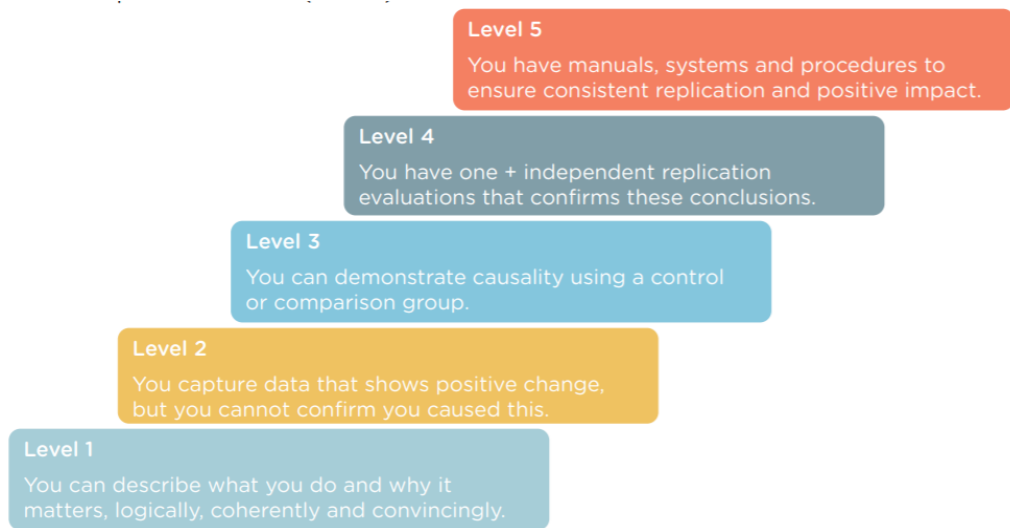 Level 5
You have manuals, systems and procedures to
ensure consistent replication and positive impact.
Level 4
You have one + independent replication
evaluations that confirms these conclusions.
Level 3
You can demonstrate causality using a control
or comparison group.
Level 2
You capture data that shows positive change,
but you cannot confirm you caused this.
Level 1
You can describe what you do and why it
matters, logically, coherently and convincingly.